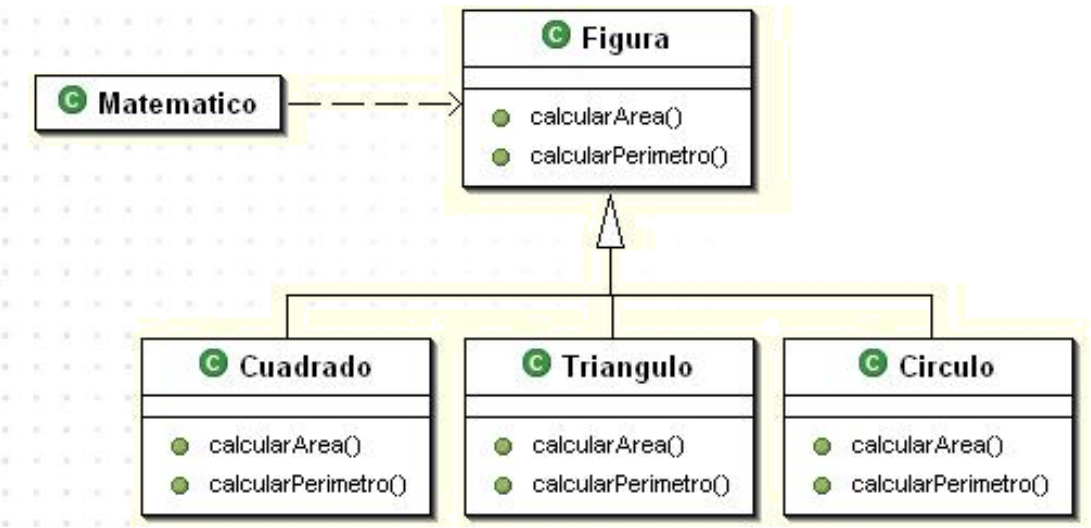 Figura
Matematico
calcularArea()
calcularPerimetro()
Cuadrado
calcularArea()
calcularPerimetro()
Triangulo
calcularArea()
calcularPerimetro()
Circulo
calcularArea()
calcularPerimetro()